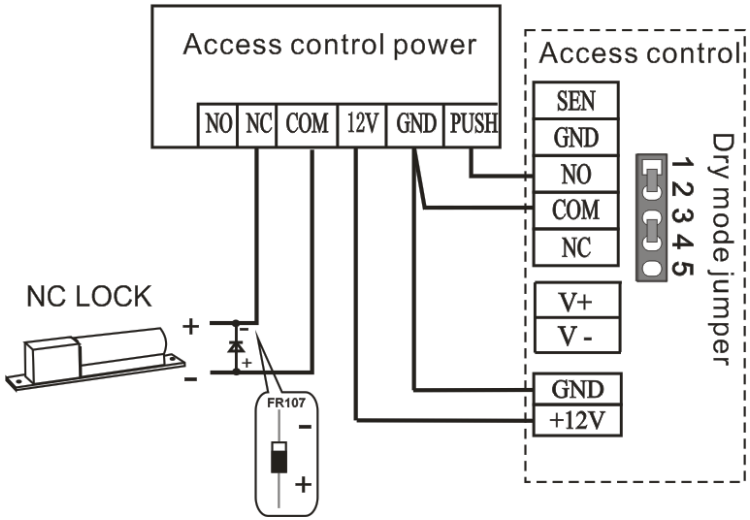 Access control power
NO NC COM 12V GND PUSH
Access control
SEN
GND
NO
COM
NC
V+
V -
GND
+12V
1 2 3 4 5
Dry mode jumper
NC LOCK
+
-
-
+
FR107
-
+